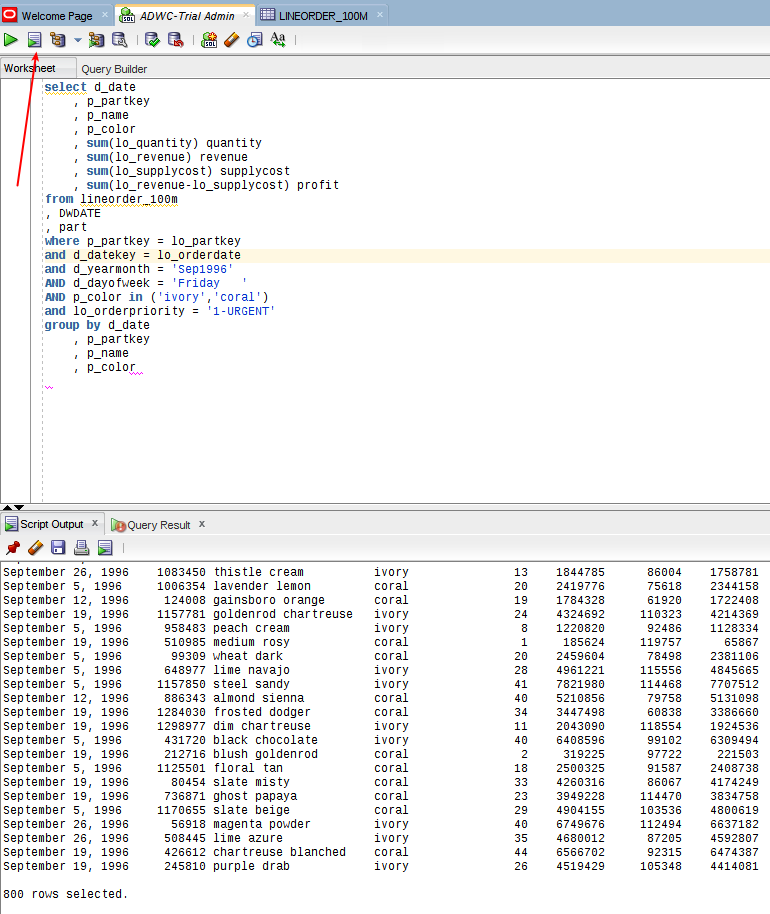 Welcome Page × ADWC-Trial Admin × LINEORDER_100M ×
Worksheet Query Builder
select d_date
, p_partkey
, p_name
, p_color
, sum(lo_quantity) quantity
, sum(lo_revenue) revenue
, sum(lo_supplycost) supplycost
, sum(lo_revenue-lo_supplycost) profit
from lineorder_100m
, DWDATE
, part
where p_partkey = lo_partkey
and d_datekey = lo_orderdate
and d_yearmonth = 'Sep1996'
AND d_dayofweek = 'Friday   '
AND p_color in ('ivory','coral')
and lo_orderpriority = '1-URGENT'
group by d_date
, p_partkey
, p_name
, p_color
Script Output × Query Result ×
September 26, 1996 1083450 thistle cream ivory 13 1844785 86004 1758781
September 5, 1996 1006354 lavender lemon coral 20 2419776 75618 2344158
September 12, 1996 124008 gainsboro orange coral 19 1784328 61920 1722408
September 19, 1996 1157781 goldenrod chartreuse ivory 24 4324692 110323 4214369
September 5, 1996 958483 peach cream ivory 8 1220820 92486 1128334
September 19, 1996 510985 medium rosy coral 1 185624 119757 65867
September 5, 1996 99309 wheat dark coral 20 2459604 78498 2381106
September 5, 1996 648977 lime navajo ivory 28 4961221 115556 4845665
September 5, 1996 1157850 steel sandy ivory 41 7821980 114468 7707512
September 12, 1996 886343 almond sienna coral 40 5210856 79758 5131098
September 19, 1996 1284030 frosted dodger coral 34 3447498 60838 3386660
September 19, 1996 1298977 dim chartreuse ivory 11 2043090 118554 1924536
September 5, 1996 431720 black chocolate ivory 40 6408596 99102 6309494
September 19, 1996 212716 blush goldenrod coral 2 319225 97722 221503
September 5, 1996 1125501 floral tan coral 18 2500325 91587 2408738
September 19, 1996 80454 slate misty coral 33 4260316 86067 4174249
September 19, 1996 736871 ghost papaya coral 23 3949228 114470 3834758
September 5, 1996 1170655 slate beige coral 29 4904155 103536 4800619
September 26, 1996 56918 magenta powder ivory 40 6749676 112494 6637182
September 26, 1996 508445 lime azure ivory 35 4680012 87205 4592807
September 19, 1996 426612 chartreuse blanched coral 44 6566702 92315 6474387
September 19, 1996 245810 purple drab ivory 26 4519429 105348 4414081
800 rows selected.